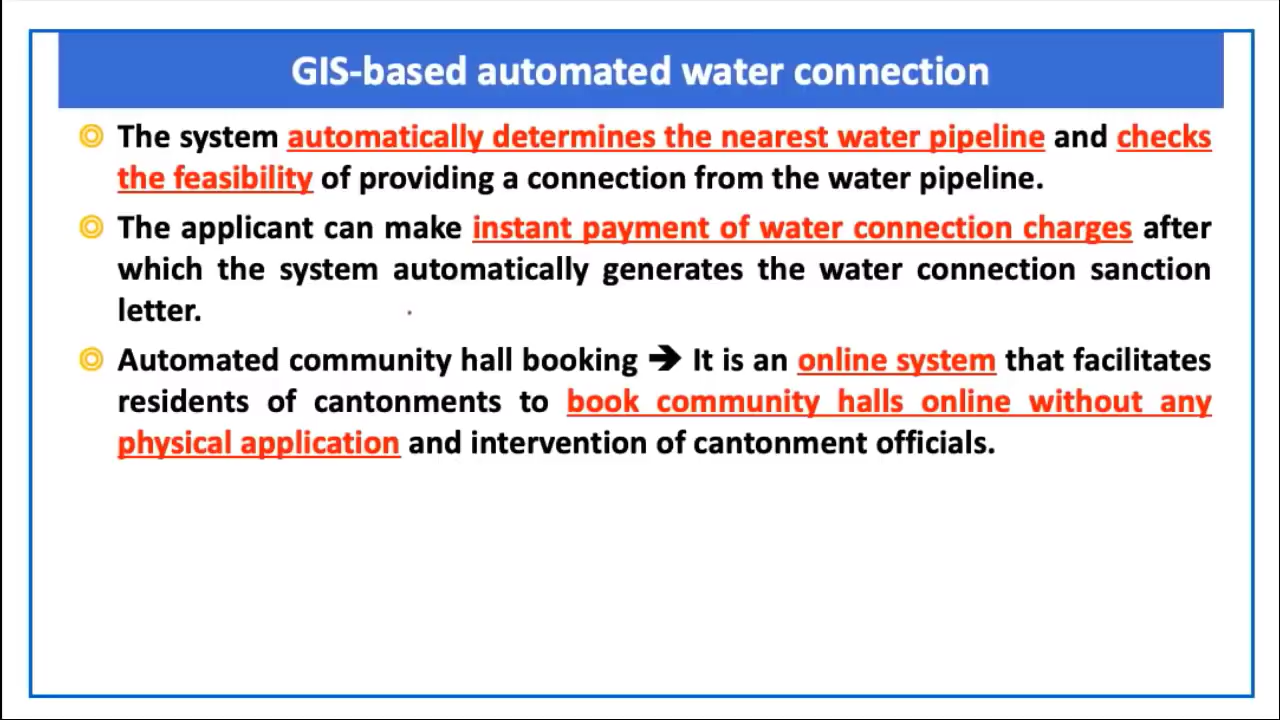 GIS-based automated water connection
The system automatically determines the nearest water pipeline and checks
the feasibility of providing a connection from the water pipeline.
The applicant can make instant payment of water connection charges after
which the system automatically generates the water connection sanction
letter.
Automated community hall booking ➔ It is an online system that facilitates
residents of cantonments to book community halls online without any
physical application and intervention of cantonment officials.